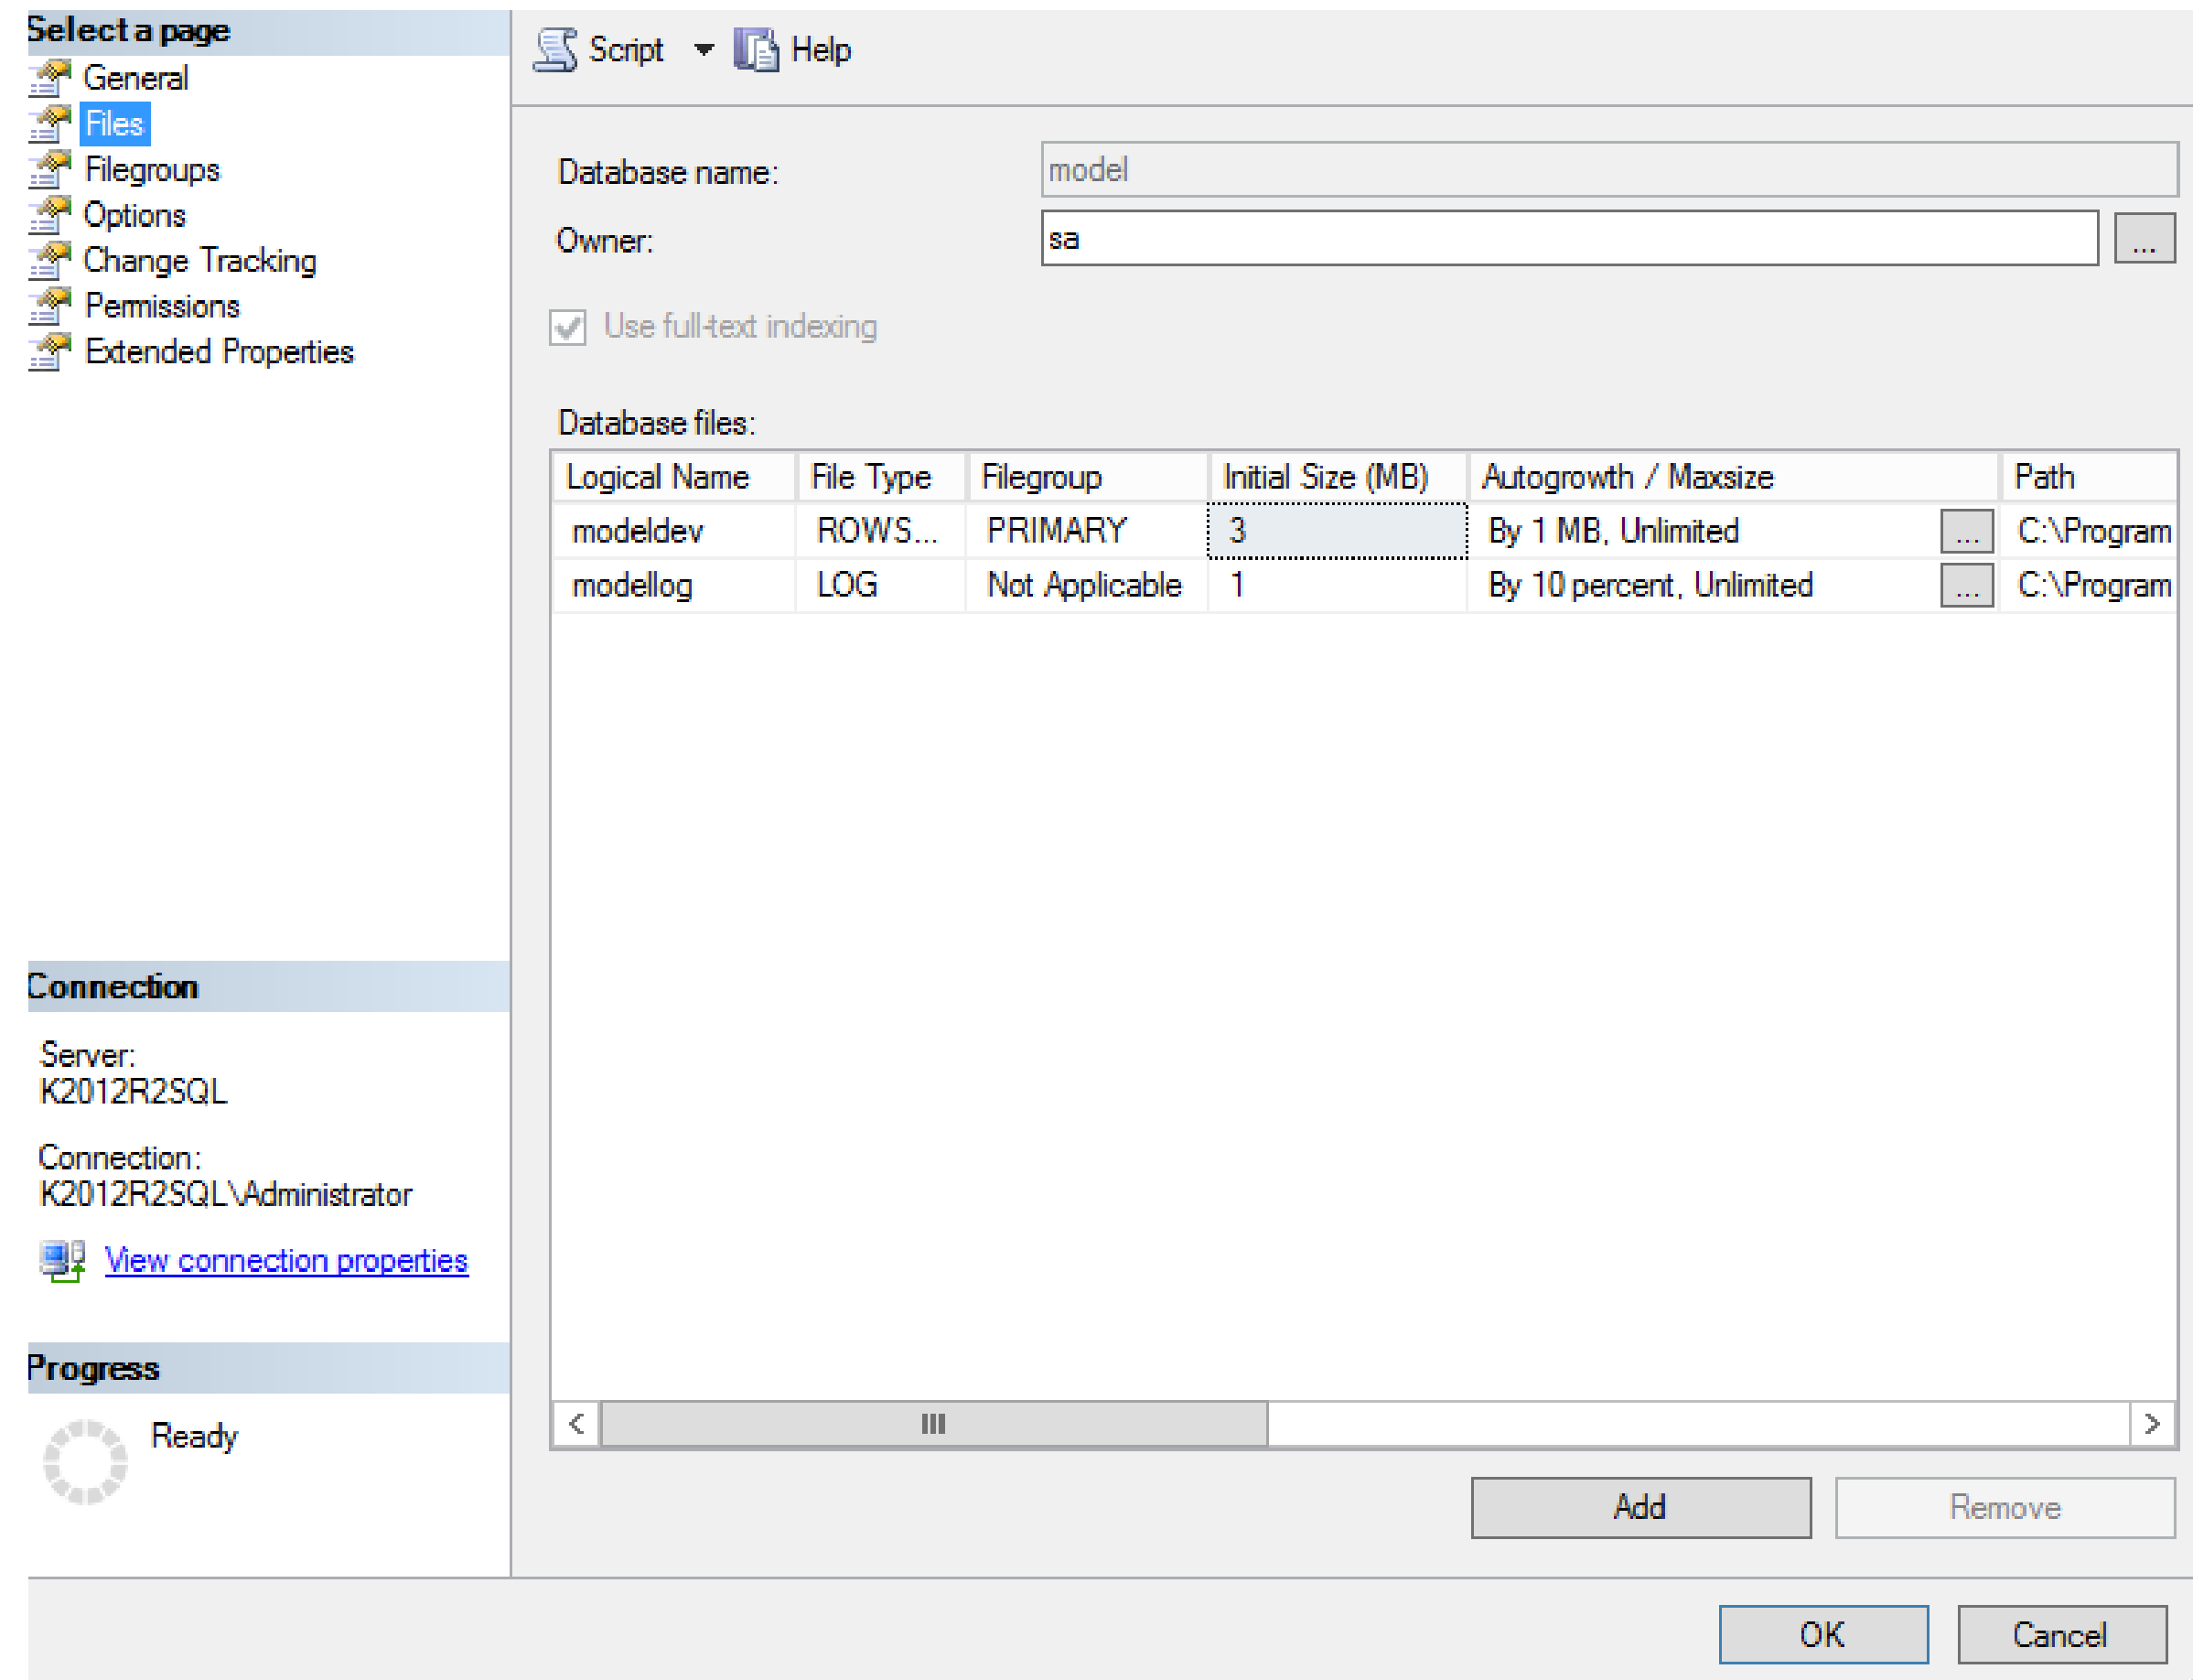 Select a page
General
Files
Filegroups
Options
Change Tracking
Permissions
Extended Properties
Connection
Server:
K2012R2SQL
Connection:
K2012R2SQL\Administrator
View connection properties
Progress
Ready
Script Help
Database name: model
Owner: sa ...
Use full-text indexing
Database files:
Logical Name File Type Filegroup Initial Size (MB) Autogrowth / Maxsize Path
modeldev ROWS... PRIMARY 3 By 1 MB, Unlimited ... C:\Program
modellog LOG Not Applicable 1 By 10 percent, Unlimited ... C:\Program
Add Remove
OK Cancel